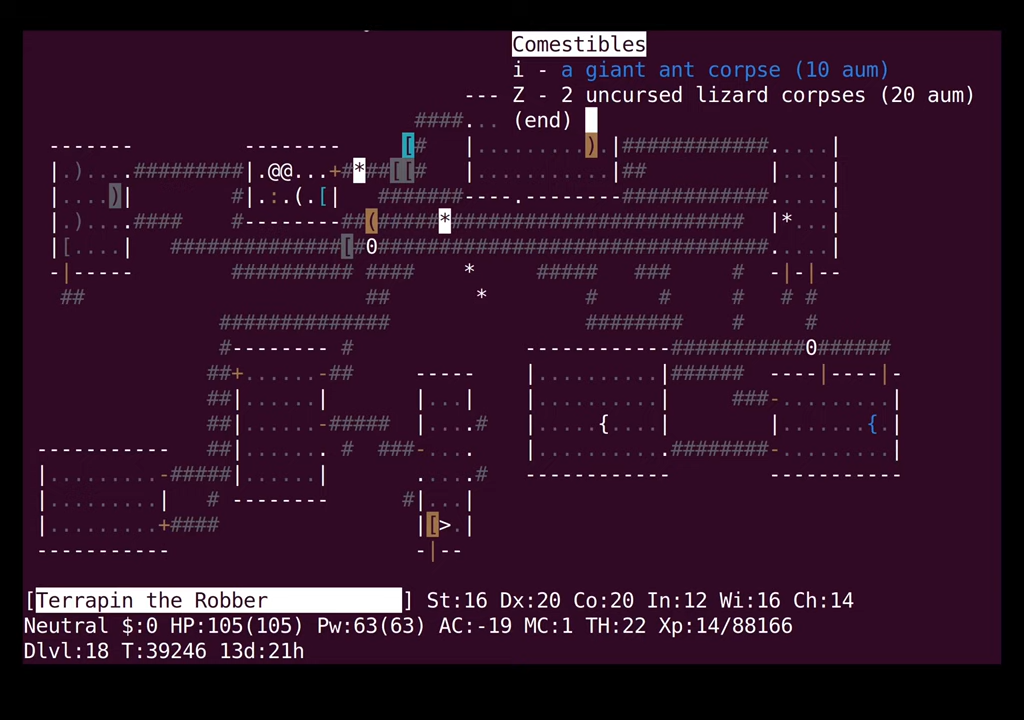 Comestibles
i - a giant ant corpse (10 aum)
--- Z - 2 uncursed lizard corpses (20 aum)
####.... (end)
------- -------- [# |.........).|############.....|
|.)....#########|.@@...+#*##[[# |...........|## |....|
|....)| #|.:.(.[| #######----.--------############.....|
|.)....#### #--------##(#####*######################## |*...|
|[....| ##############[#0################################.....|
-|----- ########## #### * ##### ### # -|-|--
## ## * # # # # #
############## ######## # #
#-------- # ------------###########0######
##+......-## ----- |..........|###### ----|----|-
##|......| |...| |..........| ###-.........|
##|......-##### |....# |.....{....| |.......{.|
----------- ##|....... # ###-.... |...........########-.........|
|.........-#####|......| .....# ------------ -----------
|.........| # -------- #|...|
|.........+#### |[>.|
----------- -|--
[Terrapin the Robber ] St:16 Dx:20 Co:20 In:12 Wi:16 Ch:14
Neutral $:0 HP:105(105) Pw:63(63) AC:-19 MC:1 TH:22 Xp:14/88166
Dlvl:18 T:39246 13d:21h